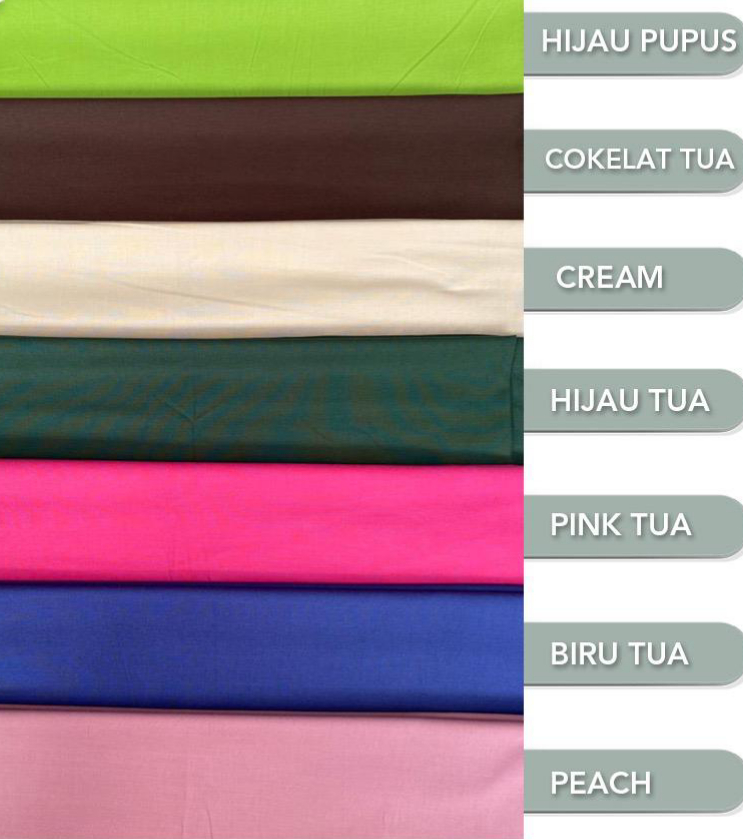 HIJAU PUPUS
COKELAT TUA
CREAM
HIJAU TUA
PINK TUA
BIRU TUA
PEACH